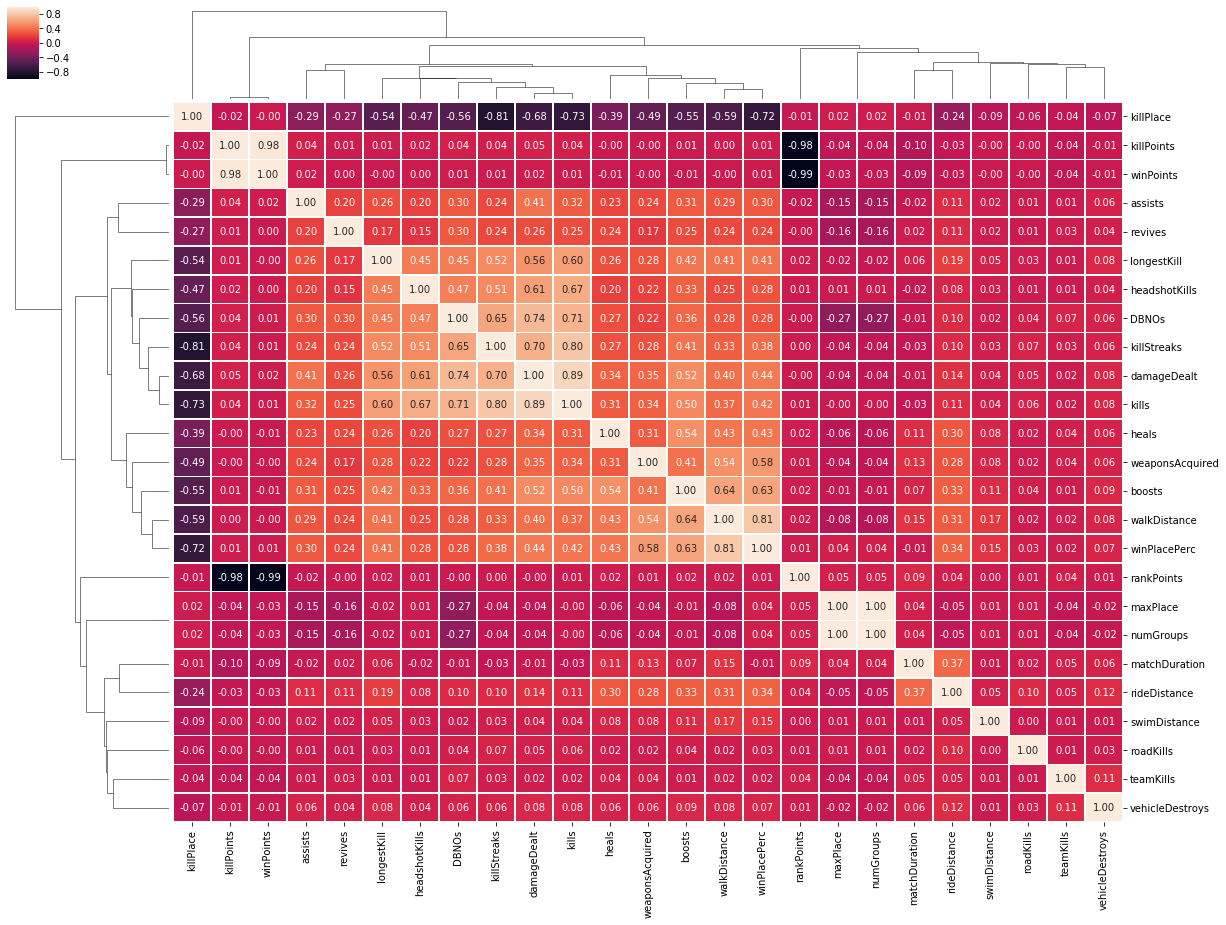 0.8
0.4
0.0
−0.4
−0.8
1.00 -0.02 -0.00 -0.29 -0.27 -0.54 -0.47 -0.56 -0.81 -0.68 -0.73 -0.39 -0.49 -0.55 -0.59 -0.72 -0.01 0.02 0.02 -0.01 -0.24 -0.09 -0.06 -0.04 -0.07 killPlace
-0.02 1.00 0.98 0.04 0.01 0.01 0.02 0.04 0.04 0.05 0.04 -0.00 -0.00 0.01 0.00 0.01 -0.98 -0.04 -0.04 -0.10 -0.03 -0.00 -0.00 -0.04 -0.01 killPoints
-0.00 0.98 1.00 0.02 0.00 -0.00 0.00 0.01 0.01 0.02 0.01 -0.01 -0.00 -0.01 -0.00 0.01 -0.99 -0.03 -0.03 -0.09 -0.03 -0.00 -0.00 -0.04 -0.01 winPoints
-0.29 0.04 0.02 1.00 0.20 0.26 0.20 0.30 0.24 0.41 0.32 0.23 0.24 0.31 0.29 0.30 -0.02 -0.15 -0.15 -0.02 0.11 0.02 0.01 0.01 0.06 assists
-0.27 0.01 0.00 0.20 1.00 0.17 0.15 0.30 0.24 0.26 0.25 0.24 0.17 0.25 0.24 0.24 -0.00 -0.16 -0.16 0.02 0.11 0.02 0.01 0.03 0.04 revives
-0.54 0.01 -0.00 0.26 0.17 1.00 0.45 0.45 0.52 0.56 0.60 0.26 0.28 0.42 0.41 0.41 0.02 -0.02 -0.02 0.06 0.19 0.05 0.03 0.01 0.08 longestKill
-0.47 0.02 0.00 0.20 0.15 0.45 1.00 0.47 0.51 0.61 0.67 0.20 0.22 0.33 0.25 0.28 0.01 0.01 0.01 -0.02 0.08 0.03 0.01 0.01 0.04 headshotKills
-0.56 0.04 0.01 0.30 0.30 0.45 0.47 1.00 0.65 0.74 0.71 0.27 0.22 0.36 0.28 0.28 -0.00 -0.27 -0.27 -0.01 0.10 0.02 0.04 0.07 0.06 DBNOs
-0.81 0.04 0.01 0.24 0.24 0.52 0.51 0.65 1.00 0.70 0.80 0.27 0.28 0.41 0.33 0.38 0.00 -0.04 -0.04 -0.03 0.10 0.03 0.07 0.03 0.06 killStreaks
-0.68 0.05 0.02 0.41 0.26 0.56 0.61 0.74 0.70 1.00 0.89 0.34 0.35 0.52 0.40 0.44 -0.00 -0.04 -0.04 -0.01 0.14 0.04 0.05 0.02 0.08 damageDealt
-0.73 0.04 0.01 0.32 0.25 0.60 0.67 0.71 0.80 0.89 1.00 0.31 0.34 0.50 0.37 0.42 0.01 -0.00 -0.00 -0.03 0.11 0.04 0.06 0.02 0.08 kills
-0.39 -0.00 -0.01 0.23 0.24 0.26 0.20 0.27 0.27 0.34 0.31 1.00 0.31 0.54 0.43 0.43 0.02 -0.06 -0.06 0.11 0.30 0.08 0.02 0.04 0.06 heals
-0.49 -0.00 -0.00 0.24 0.17 0.28 0.22 0.22 0.28 0.35 0.34 0.31 1.00 0.41 0.54 0.58 0.01 -0.04 -0.04 0.13 0.28 0.08 0.02 0.04 0.06 weaponsAcquired
-0.55 0.01 -0.01 0.31 0.25 0.42 0.33 0.36 0.41 0.52 0.50 0.54 0.41 1.00 0.64 0.63 0.02 -0.01 -0.01 0.07 0.33 0.11 0.04 0.01 0.09 boosts
-0.59 0.00 -0.00 0.29 0.24 0.41 0.25 0.28 0.33 0.40 0.37 0.43 0.54 0.64 1.00 0.81 0.02 -0.08 -0.08 0.15 0.31 0.17 0.02 0.02 0.08 walkDistance
-0.72 0.01 0.01 0.30 0.24 0.41 0.28 0.28 0.38 0.44 0.42 0.43 0.58 0.63 0.81 1.00 0.01 0.04 0.04 -0.01 0.34 0.15 0.03 0.02 0.07 winPlacePerc
-0.01 -0.98 -0.99 -0.02 -0.00 0.02 0.01 -0.00 0.00 -0.00 0.01 0.02 0.01 0.02 0.02 0.01 1.00 0.05 0.05 0.09 0.04 0.00 0.01 0.04 0.01 rankPoints
0.02 -0.04 -0.03 -0.15 -0.16 -0.02 0.01 -0.27 -0.04 -0.04 -0.00 -0.06 -0.04 -0.01 -0.08 0.04 0.05 1.00 1.00 0.04 -0.05 0.01 0.01 -0.04 -0.02 maxPlace
0.02 -0.04 -0.03 -0.15 -0.16 -0.02 0.01 -0.27 -0.04 -0.04 -0.00 -0.06 -0.04 -0.01 -0.08 0.04 0.05 1.00 1.00 0.04 -0.05 0.01 0.01 -0.04 -0.02 numGroups
-0.01 -0.10 -0.09 -0.02 0.02 0.06 -0.02 -0.01 -0.03 -0.01 -0.03 0.11 0.13 0.07 0.15 -0.01 0.09 0.04 0.04 1.00 0.37 0.01 0.02 0.05 0.06 matchDuration
-0.24 -0.03 -0.03 0.11 0.11 0.19 0.08 0.10 0.10 0.14 0.11 0.30 0.28 0.33 0.31 0.34 0.04 -0.05 -0.05 0.37 1.00 0.05 0.10 0.05 0.12 rideDistance
-0.09 -0.00 -0.00 0.02 0.02 0.05 0.03 0.02 0.03 0.04 0.04 0.08 0.08 0.11 0.17 0.15 0.00 0.01 0.01 0.01 0.05 1.00 0.00 0.01 0.01 swimDistance
-0.06 -0.00 -0.00 0.01 0.01 0.03 0.01 0.04 0.07 0.05 0.06 0.02 0.02 0.04 0.02 0.03 0.01 0.01 0.01 0.02 0.10 0.00 1.00 0.01 0.03 roadKills
-0.04 -0.04 -0.04 0.01 0.03 0.01 0.01 0.07 0.03 0.02 0.02 0.04 0.04 0.01 0.02 0.02 0.04 -0.04 -0.04 0.05 0.05 0.01 0.01 1.00 0.11 teamKills
-0.07 -0.01 -0.01 0.06 0.04 0.08 0.04 0.06 0.06 0.08 0.08 0.06 0.06 0.09 0.08 0.07 0.01 -0.02 -0.02 0.06 0.12 0.01 0.03 0.11 1.00 vehicleDestroys
killPlace
killPoints
winPoints
assists
revives
longestKill
headshotKills
DBNOs
killStreaks
damageDealt
kills
heals
weaponsAcquired
boosts
walkDistance
winPlacePerc
rankPoints
maxPlace
numGroups
matchDuration
rideDistance
swimDistance
roadKills
teamKills
vehicleDestroys